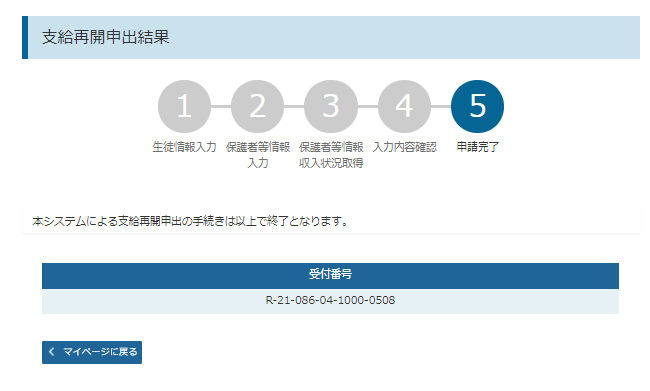 支給再開申出結果
1 2 3 4 5
生徒情報入力 保護者等情報 保護者等情報 入力内容確認 申請完了
入力 収入状況取得
本システムによる支給再開申出の手続きは以上で終了となります。
受付番号
R-21-086-04-1000-0508
マイページに戻る